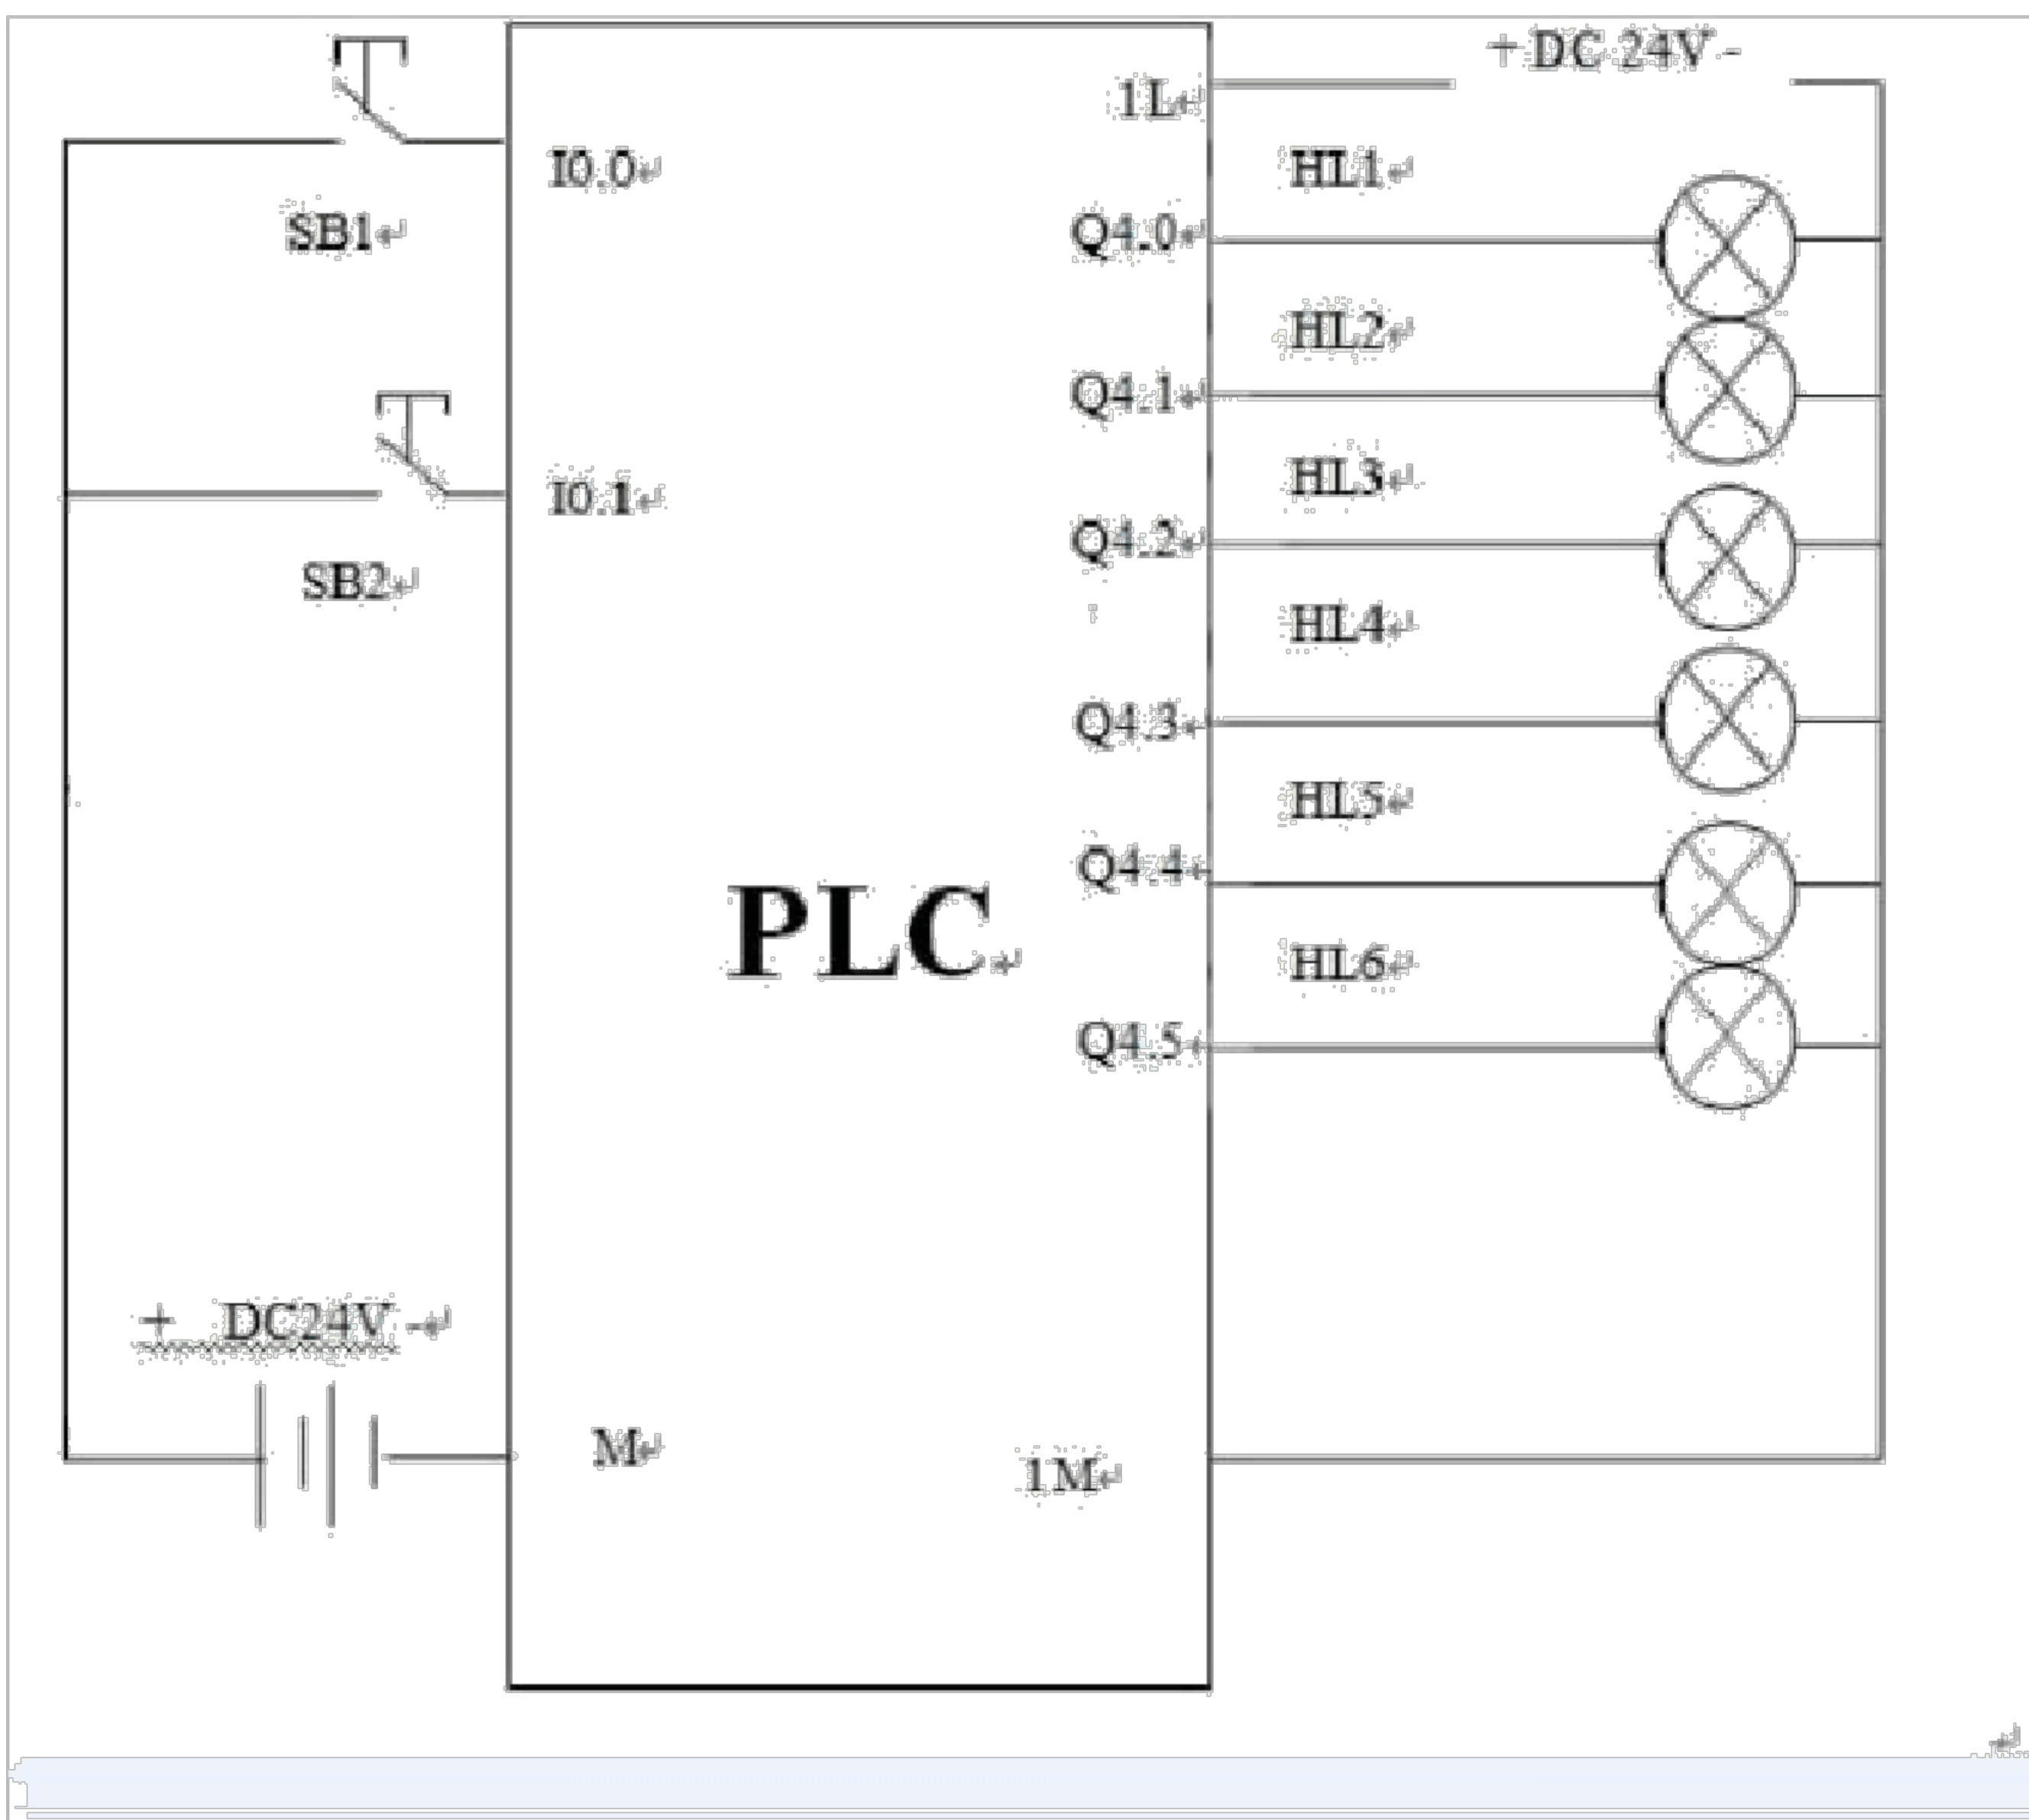 + DC 24V -
1L
I0.0
HL1
SB1
Q4.0
HL2
Q4.1
HL3
I0.1
Q4.2
SB2
HL4
Q4.3
HL5
Q4.4
PLC
HL6
Q4.5
+ DC24V -
M
1M